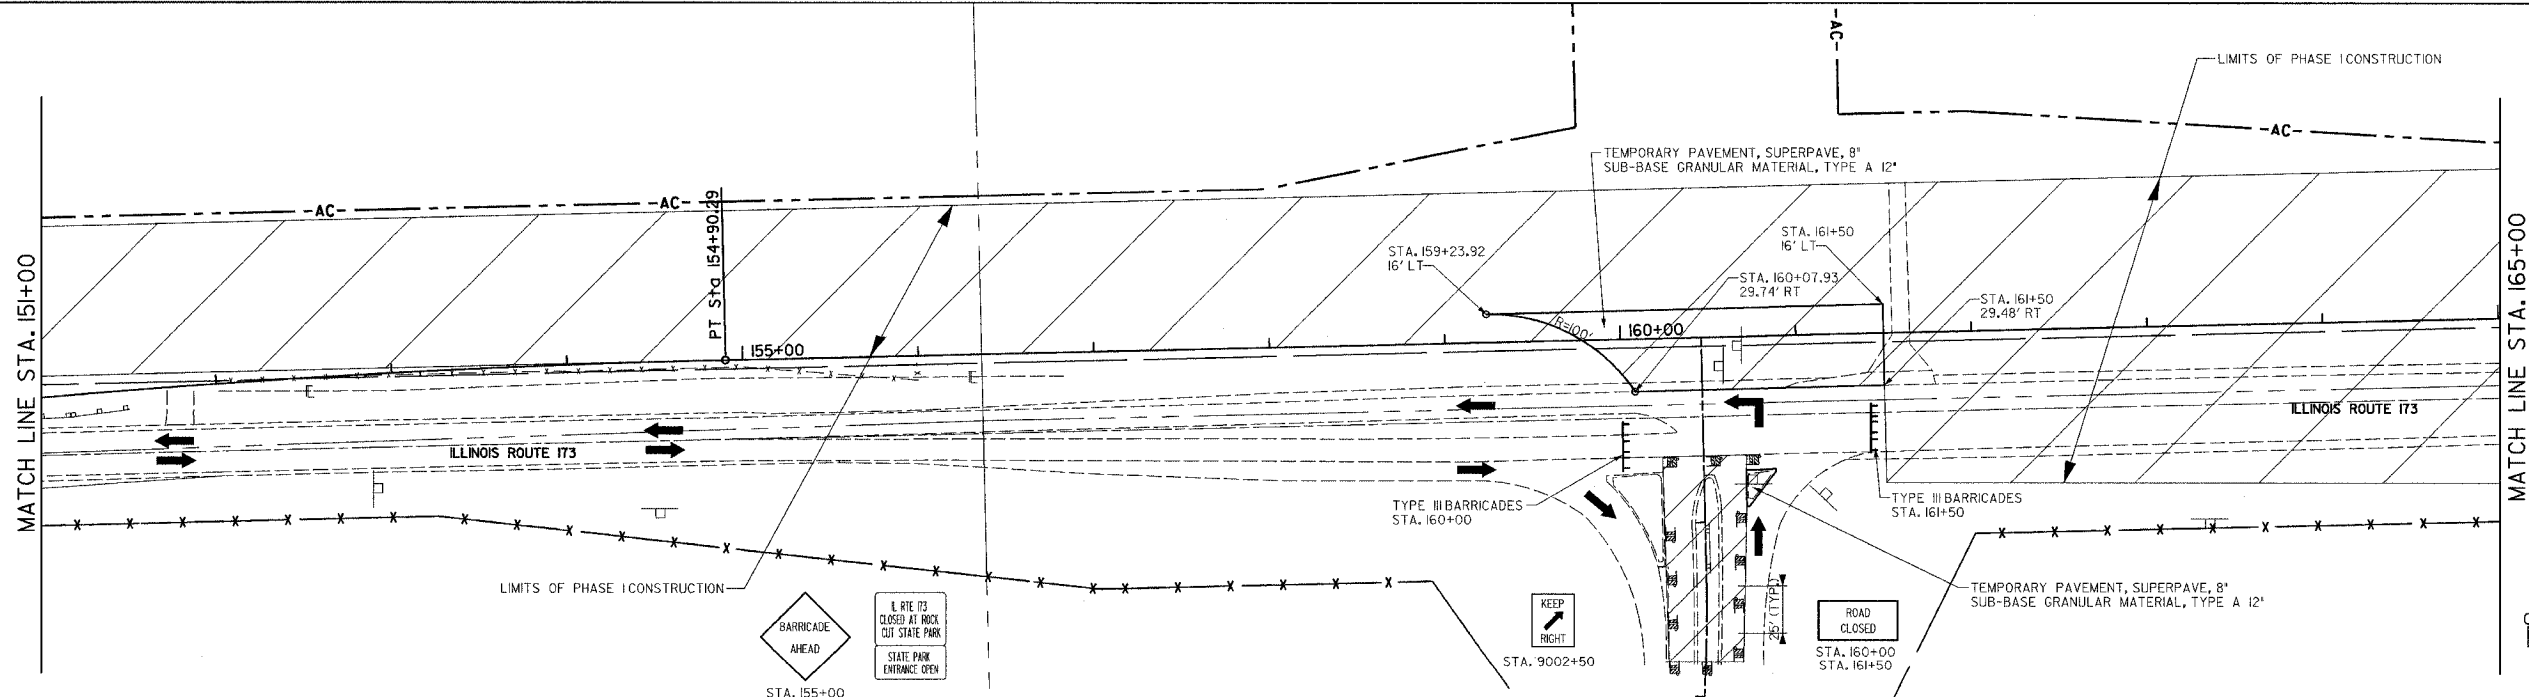 MATCH LINE STA. 151+00
-AC-
-AC-
PT Sta 154+90.29
155+00
ILLINOIS ROUTE 173
LIMITS OF PHASE I CONSTRUCTION
BARRICADE
AHEAD
STA. 155+00
IL RTE 173
CLOSED AT ROCK
CUT STATE PARK
STATE PARK
ENTRANCE OPEN
TEMPORARY PAVEMENT, SUPERPAVE, 8"
SUB-BASE GRANULAR MATERIAL, TYPE A 12"
STA. 159+23.92
16' LT
R=100'
STA. 160+07.93
29.74' RT
160+00
STA. 161+50
16' LT
STA. 161+50
29.48' RT
-AC-
LIMITS OF PHASE I CONSTRUCTION
-AC-
ILLINOIS ROUTE 173
TYPE III BARRICADES
STA. 160+00
TYPE III BARRICADES
STA. 161+50
TEMPORARY PAVEMENT, SUPERPAVE, 8"
SUB-BASE GRANULAR MATERIAL, TYPE A 12"
25' (TYP.)
KEEP
RIGHT
STA. 9002+50
ROAD
CLOSED
STA. 160+00
STA. 161+50
MATCH LINE STA. 165+00